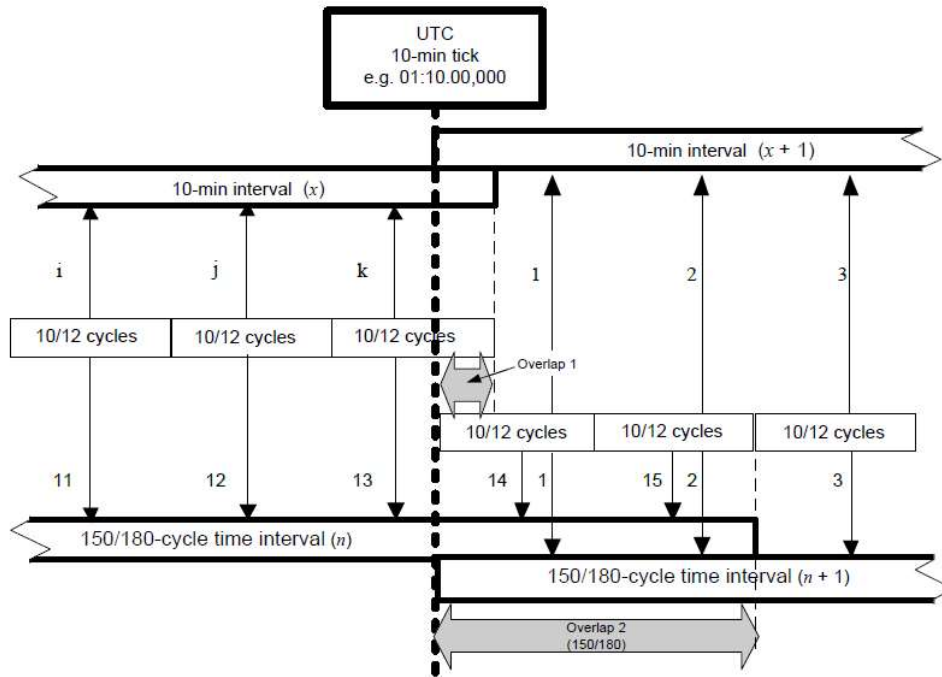 UTC
10-min tick
e.g. 01:10.00,000
10-min interval (x + 1)
10-min interval (x)
i
j
k
1
2
3
10/12 cycles
10/12 cycles
10/12 cycles
Overlap 1
10/12 cycles
10/12 cycles
10/12 cycles
11
12
13
14
1
15
2
3
150/180-cycle time interval (n)
150/180-cycle time interval (n + 1)
Overlap 2
(150/180)